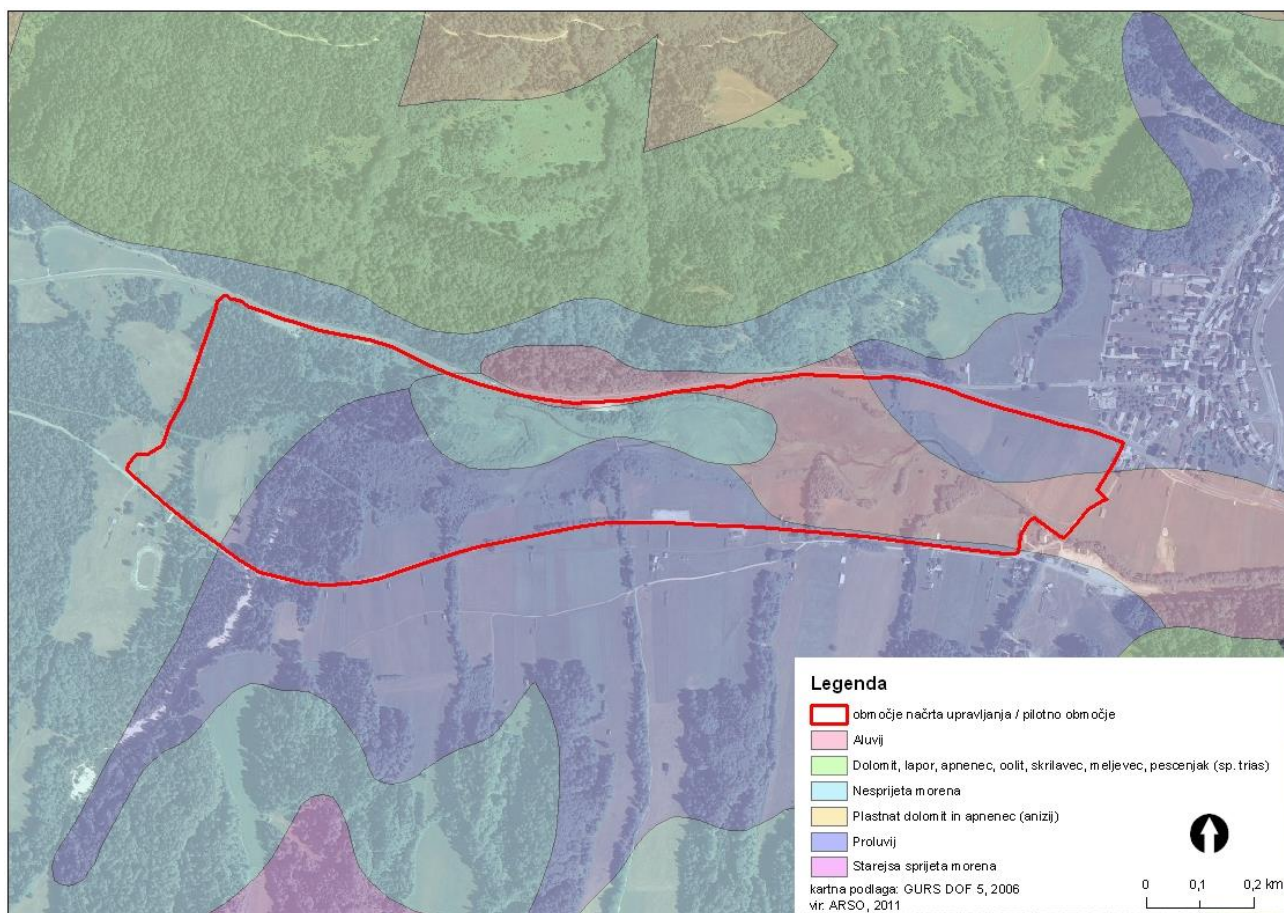 Legenda
območje načrta upravljanja / pilotno območje
Aluvij
Dolomit, lapor, apnenec, oolit, skrilavec, meljevec, pescenjak (sp. trias)
Nesprijeta morena
Plastnat dolomit in apnenec (anizij)
Proluvij
Starejsa sprijeta morena
kartna podlaga: GURS DOF 5, 2006
vir: ARSO, 2011
0 0,1 0,2 km